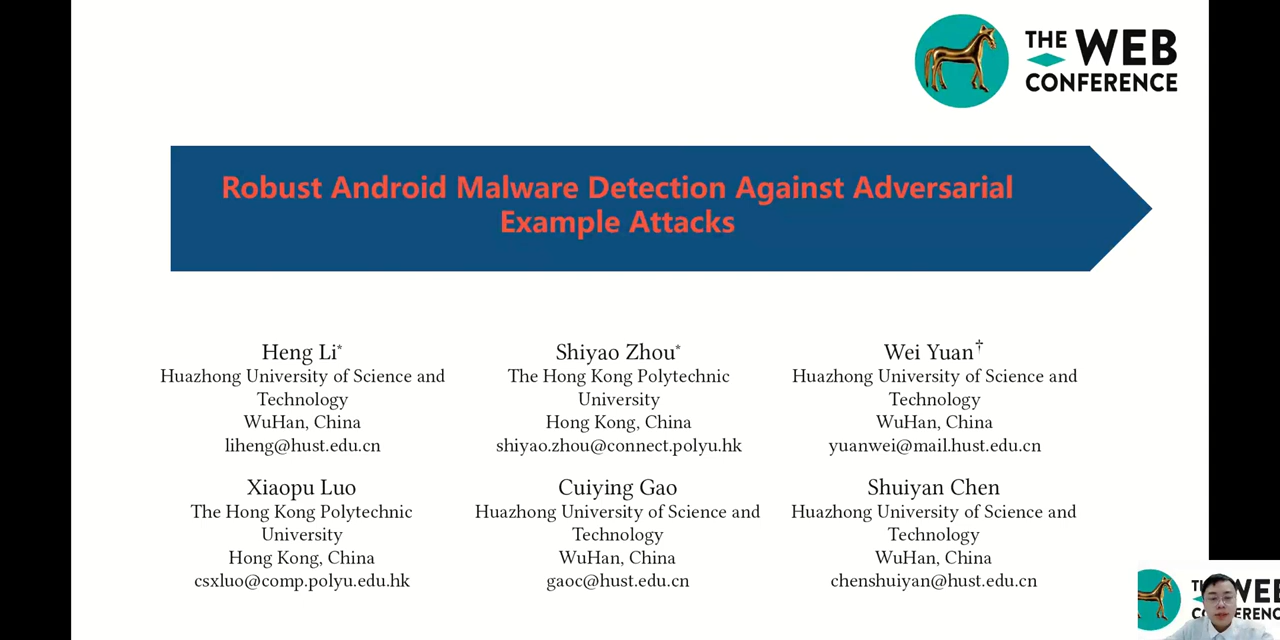 THE WEB
CONFERENCE
Robust Android Malware Detection Against Adversarial
Example Attacks
Heng Li*
Huazhong University of Science and
Technology
WuHan, China
liheng@hust.edu.cn
Shiyao Zhou*
The Hong Kong Polytechnic
University
Hong Kong, China
shiyao.zhou@connect.polyu.hk
Wei Yuan†
Huazhong University of Science and
Technology
WuHan, China
yuanwei@mail.hust.edu.cn
Xiaopu Luo
The Hong Kong Polytechnic
University
Hong Kong, China
csxluo@comp.polyu.edu.hk
Cuiying Gao
Huazhong University of Science and
Technology
WuHan, China
gaoc@hust.edu.cn
Shuiyan Chen
Huazhong University of Science and
Technology
WuHan, China
chenshuiyan@hust.edu.cn